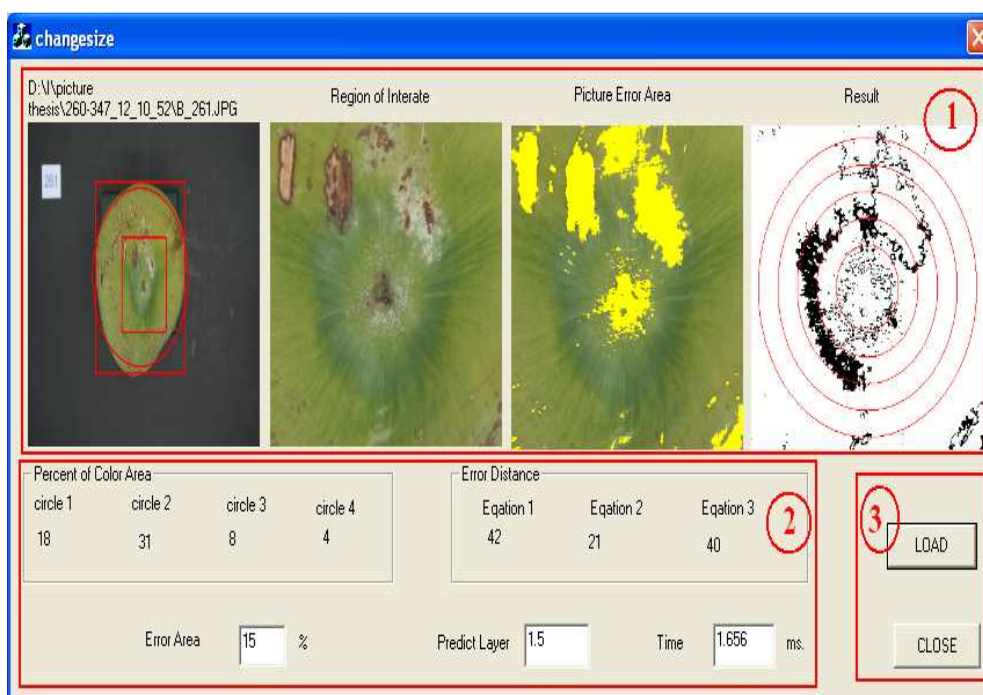 changesize
D:\I\picture
thesis\260-347_12_10_52\B_261.JPG
Region of Interate
Picture Error Area
Result
1
261
Percent of Color Area
circle 1 circle 2 circle 3 circle 4
18 31 8 4
Error Distance
Eqation 1 Eqation 2 Eqation 3
42 21 40
2
3
LOAD
Error Area 15 % Predict Layer 1.5 Time 1.656 ms.
CLOSE